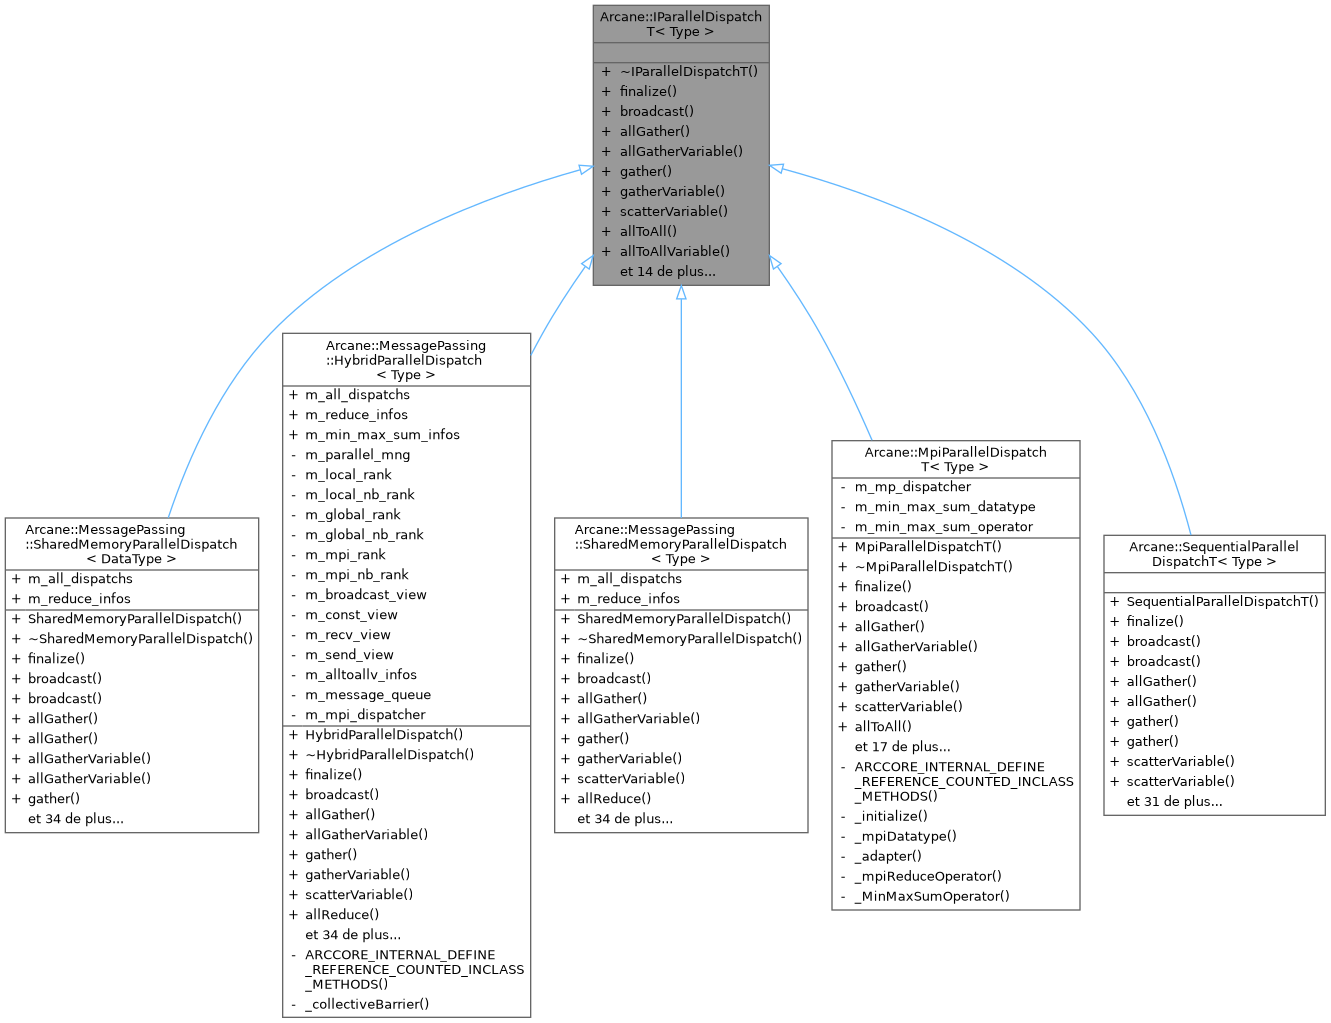 Arcane::IParallelDispatch
T< Type >
+ ~IParallelDispatchT()
+ finalize()
+ broadcast()
+ allGather()
+ allGatherVariable()
+ gather()
+ gatherVariable()
+ scatterVariable()
+ allToAll()
+ allToAllVariable()
et 14 de plus...
Arcane::MessagePassing
::SharedMemoryParallelDispatch
< DataType >
+ m_all_dispatchs
+ m_reduce_infos
+ SharedMemoryParallelDispatch()
+ ~SharedMemoryParallelDispatch()
+ finalize()
+ broadcast()
+ broadcast()
+ allGather()
+ allGather()
+ allGatherVariable()
+ allGatherVariable()
+ gather()
et 34 de plus...
Arcane::MessagePassing
::HybridParallelDispatch
< Type >
+ m_all_dispatchs
+ m_reduce_infos
+ m_min_max_sum_infos
- m_parallel_mng
- m_local_rank
- m_local_nb_rank
- m_global_rank
- m_global_nb_rank
- m_mpi_rank
- m_mpi_nb_rank
- m_broadcast_view
- m_const_view
- m_recv_view
- m_send_view
- m_alltoallv_infos
- m_message_queue
- m_mpi_dispatcher
+ HybridParallelDispatch()
+ ~HybridParallelDispatch()
+ finalize()
+ broadcast()
+ allGather()
+ allGatherVariable()
+ gather()
+ gatherVariable()
+ scatterVariable()
+ allReduce()
et 34 de plus...
- ARCCORE_INTERNAL_DEFINE
_REFERENCE_COUNTED_INCLASS
_METHODS()
- _collectiveBarrier()
Arcane::MessagePassing
::SharedMemoryParallelDispatch
< Type >
+ m_all_dispatchs
+ m_reduce_infos
+ SharedMemoryParallelDispatch()
+ ~SharedMemoryParallelDispatch()
+ finalize()
+ broadcast()
+ allGather()
+ allGatherVariable()
+ gather()
+ gatherVariable()
+ scatterVariable()
+ allReduce()
et 34 de plus...
Arcane::MpiParallelDispatch
T< Type >
- m_mp_dispatcher
- m_min_max_sum_datatype
- m_min_max_sum_operator
+ MpiParallelDispatchT()
+ ~MpiParallelDispatchT()
+ finalize()
+ broadcast()
+ allGather()
+ allGatherVariable()
+ gather()
+ gatherVariable()
+ scatterVariable()
+ allToAll()
et 17 de plus...
- ARCCORE_INTERNAL_DEFINE
_REFERENCE_COUNTED_INCLASS
_METHODS()
- _initialize()
- _mpiDatatype()
- _adapter()
- _mpiReduceOperator()
- _MinMaxSumOperator()
Arcane::SequentialParallel
DispatchT< Type >
+ SequentialParallelDispatchT()
+ finalize()
+ broadcast()
+ broadcast()
+ allGather()
+ allGather()
+ gather()
+ gather()
+ scatterVariable()
+ scatterVariable()
et 31 de plus...